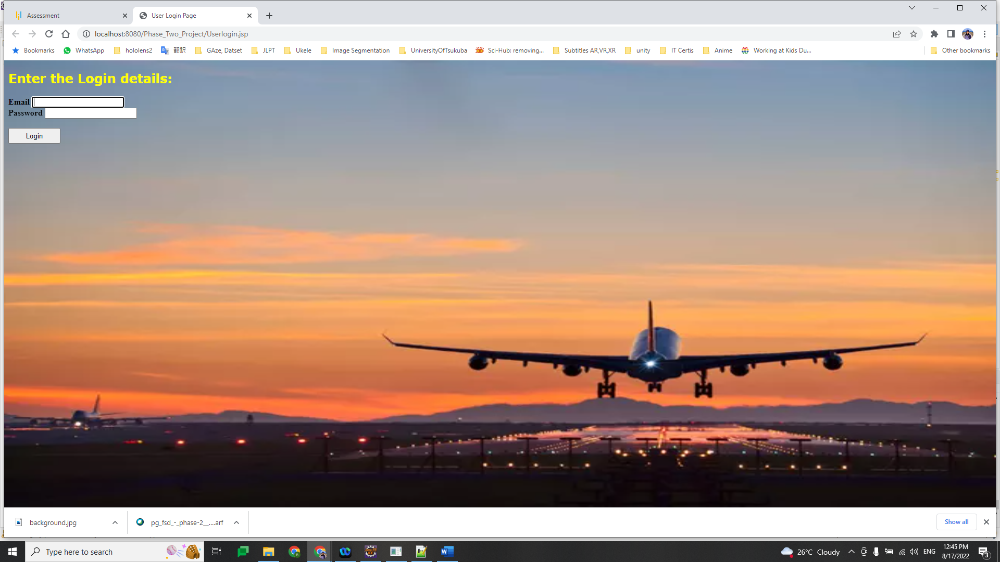 Assessment
User Login Page
localhost:8080/Phase_Two_Project/Userlogin.jsp
Bookmarks WhatsApp hololens2 翻訳 GAze, Datset JLPT Ukele Image Segmentation UniversityOfTsukuba Sci-Hub: removing... Subtitles AR,VR,XR unity IT Certis Anime Working at Kids Du... Other bookmarks
Enter the Login details:
Email
Password
Login
background.jpg pg_fsd_-_phase-2__....arf Show all
Type here to search
26°C Cloudy
ENG
12:45 PM
8/17/2022
3